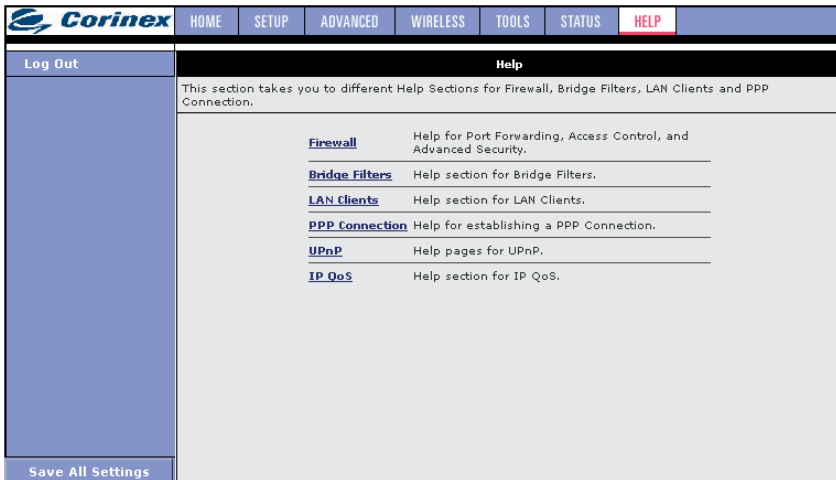 Corinex HOME SETUP ADVANCED WIRELESS TOOLS STATUS HELP
Log Out
Help
This section takes you to different Help Sections for Firewall, Bridge Filters, LAN Clients and PPP
Connection.
Firewall Help for Port Forwarding, Access Control, and
Advanced Security.
Bridge Filters Help section for Bridge Filters.
LAN Clients Help section for LAN Clients.
PPP Connection Help for establishing a PPP Connection.
UPnP Help pages for UPnP.
IP QoS Help section for IP QoS.
Save All Settings